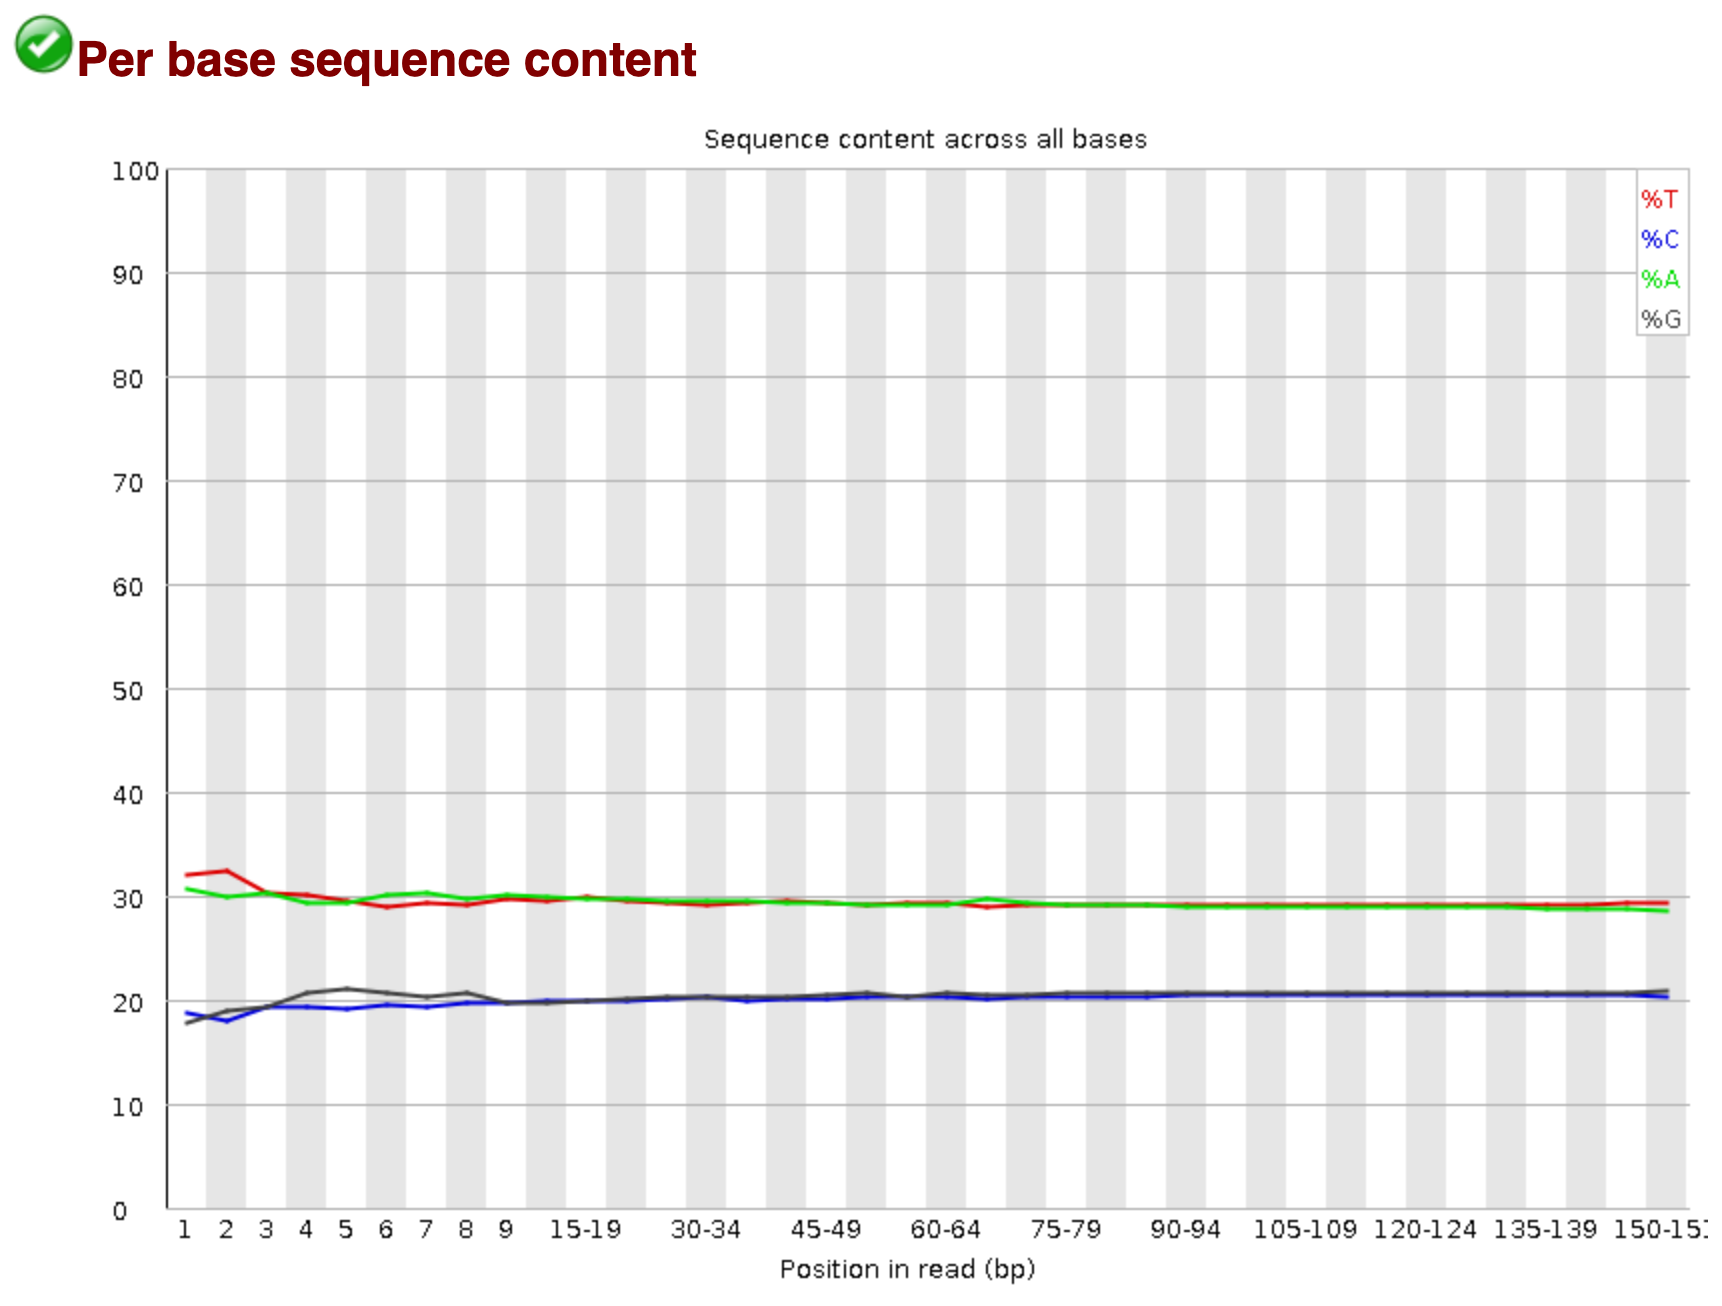 Per base sequence content
Sequence content across all bases
100
90
80
70
60
50
40
30
20
10
0
%T
%C
%A
%G
1 2 3 4 5 6 7 8 9 15-19 30-34 45-49 60-64 75-79 90-94 105-109 120-124 135-139 150-151
Position in read (bp)